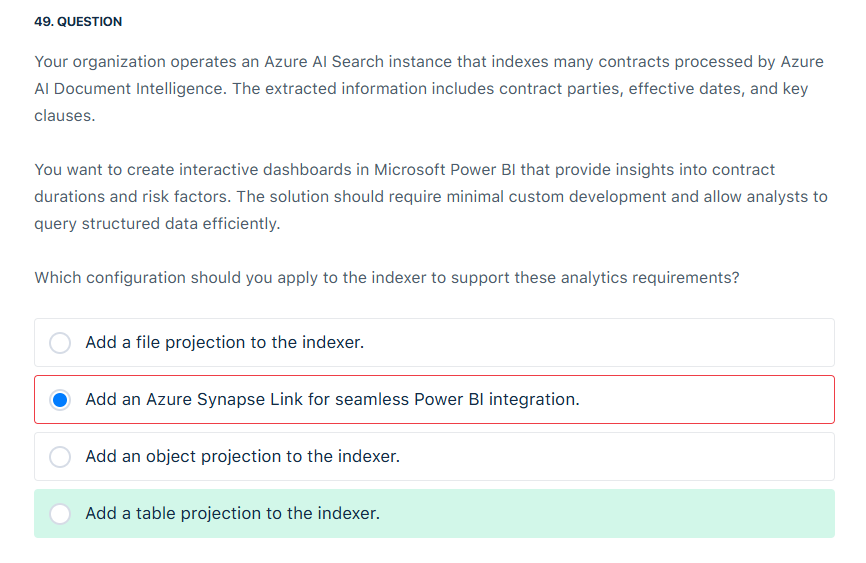 49. QUESTION
Your organization operates an Azure AI Search instance that indexes many contracts processed by Azure
AI Document Intelligence. The extracted information includes contract parties, effective dates, and key
clauses.
You want to create interactive dashboards in Microsoft Power BI that provide insights into contract
durations and risk factors. The solution should require minimal custom development and allow analysts to
query structured data efficiently.
Which configuration should you apply to the indexer to support these analytics requirements?
Add a file projection to the indexer.
Add an Azure Synapse Link for seamless Power BI integration.
Add an object projection to the indexer.
Add a table projection to the indexer.